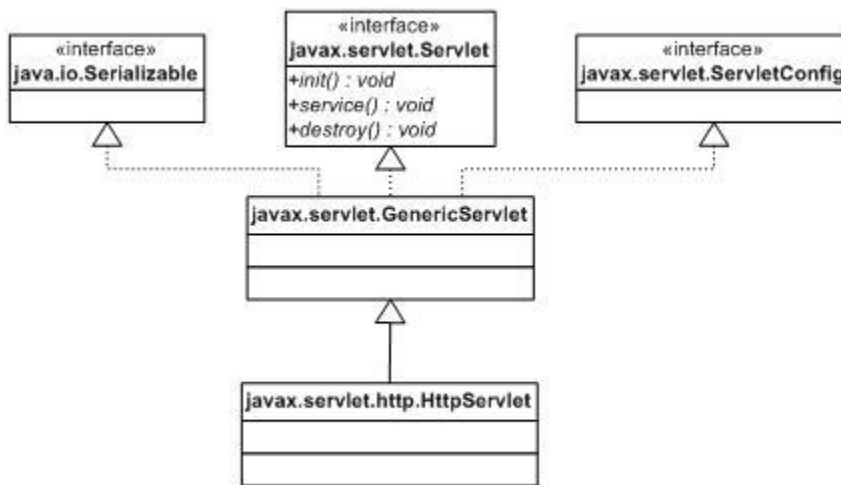 «interface»
java.io.Serializable
«interface»
javax.servlet.Servlet
+init() : void
+service() : void
+destroy() : void
«interface»
javax.servlet.ServletConfig
javax.servlet.GenericServlet
javax.servlet.http.HttpServlet